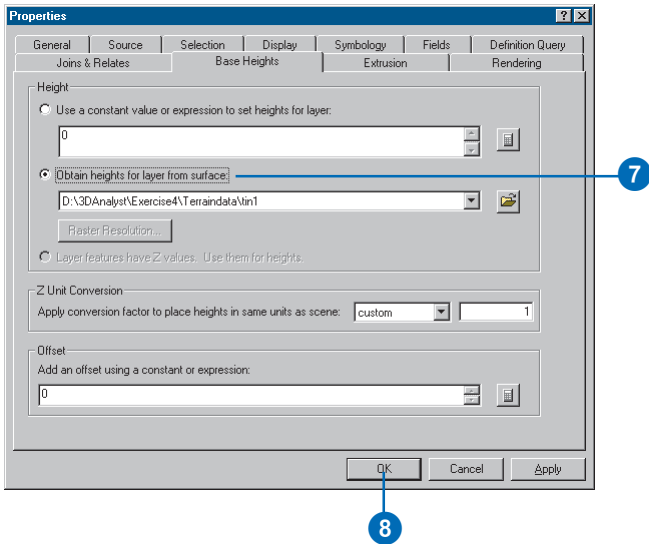 Properties
General Source Selection Display Symbology Fields Definition Query
Joins & Relates Base Heights Extrusion Rendering
Height
Use a constant value or expression to set heights for layer:
0
Obtain heights for layer from surface:
7
D:\3DAnalyst\Exercise4\Terraindata\tin1
Raster Resolution...
Layer features have Z values. Use them for heights.
Z Unit Conversion
Apply conversion factor to place heights in same units as scene: custom 1
Offset
Add an offset using a constant or expression:
0
OK Cancel Apply
8